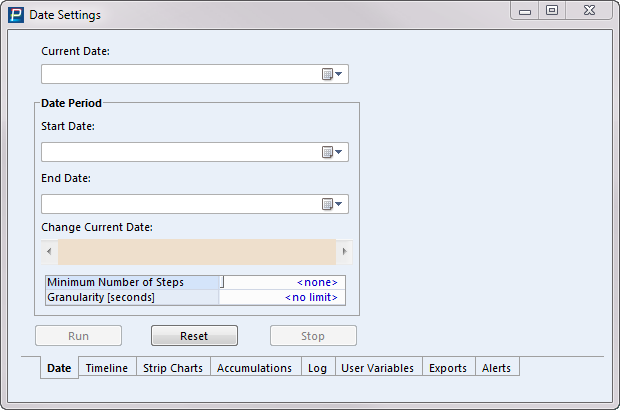 Date Settings
Current Date:
Date Period
Start Date:
End Date:
Change Current Date:
Minimum Number of Steps <none>
Granularity [seconds] <no limit>
Run Reset Stop
Date Timeline Strip Charts Accumulations Log User Variables Exports Alerts